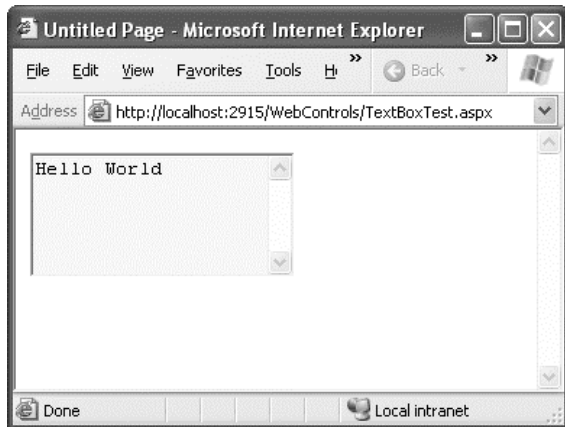 Untitled Page - Microsoft Internet Explorer
File Edit View Favorites Tools » Back »
Address http://localhost:2915/WebControls/TextBoxTest.aspx
Hello World
Done Local intranet